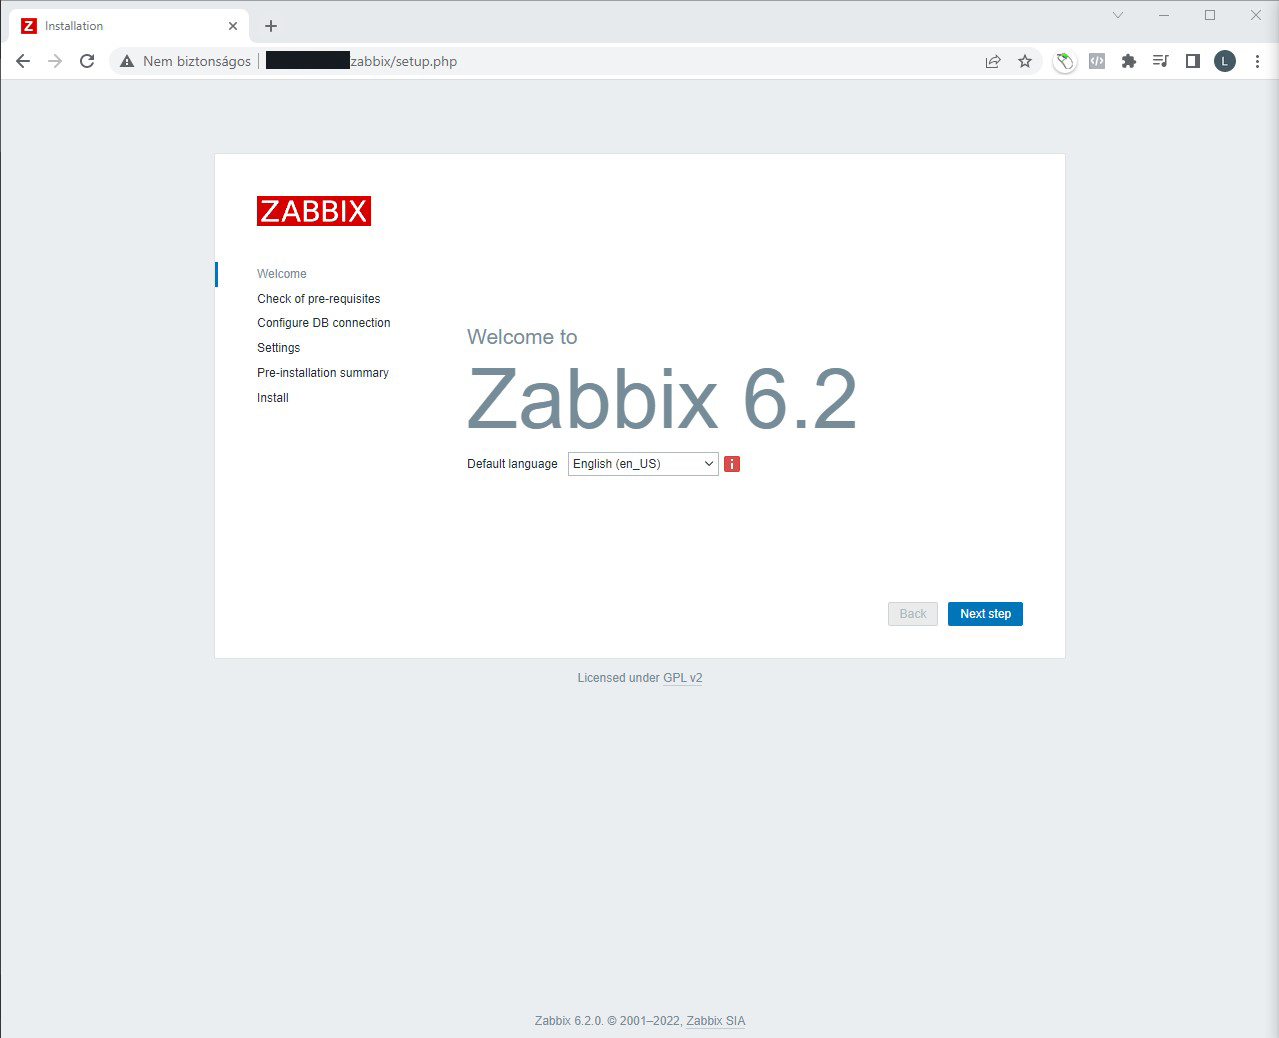 Z Installation
Nem biztonságos | zabbix/setup.php
L
ZABBIX
Welcome
Check of pre-requisites
Configure DB connection
Settings
Pre-installation summary
Install
Welcome to
Zabbix 6.2
Default language English (en_US) i
Back Next step
Licensed under GPL v2
Zabbix 6.2.0. © 2001–2022, Zabbix SIA